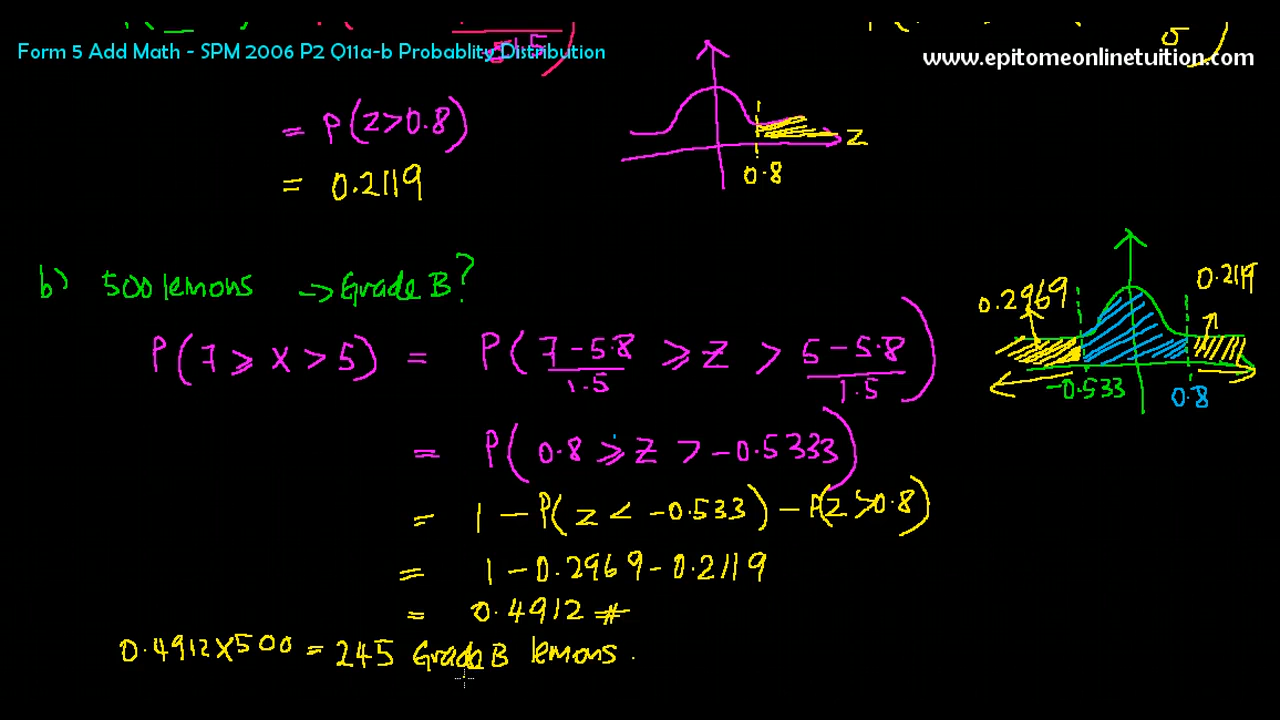 Form 5 Add Math - SPM 2006 P2 Q11a-b Probablity Distribution
www.epitomeonlinetuition.com
= P(Z>0.8)
= 0.2119
Z
0.8
b) 500 lemons → Grade B?
P(7 ≥ X > 5) = P(7-5.8/1.5 ≥ Z > 5-5.8/1.5)
= P(0.8 ≥ Z > -0.5333)
= 1 - P(Z < -0.533) - P(Z > 0.8)
= 1 - 0.2969 - 0.2119
= 0.4912 #
0.4912 X 500 = 245 Grade B lemons.
0.2969
0.2119
-0.533
0.8